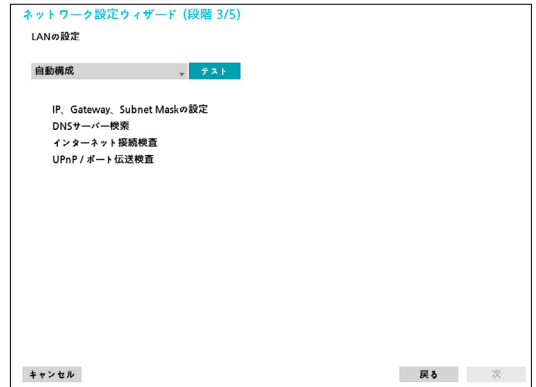 ネットワーク設定ウィザード (段階 3/5)
LANの設定
自動構成 テスト
IP、Gateway、Subnet Maskの設定
DNSサーバー検索
インターネット接続検査
UPnP / ポート伝送検査
キャンセル 戻る 次